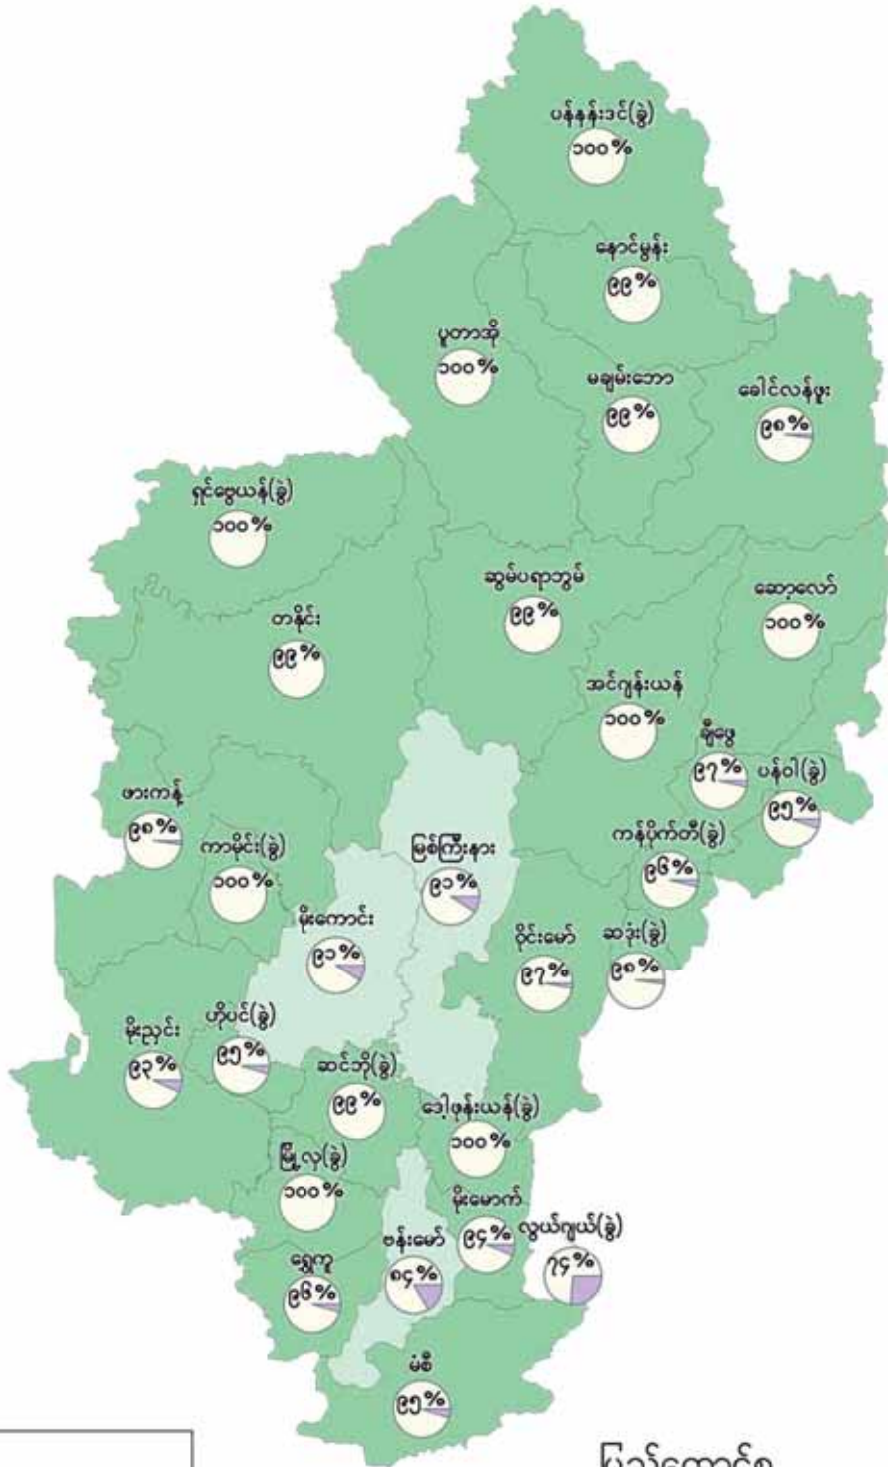 ပန်နန်းဒင်(ခွဲ)
၁၀၀%
နောင်မွန်း
၉၉%
ပူတာအို
၁၀၀%
မချမ်းဘော
၉၉%
ခေါင်လန်ဖူး
၉၈%
ရှင်ဗွေယန်(ခွဲ)
၁၀၀%
ဆွမ်ပရာဘွမ်
၉၉%
ဆော့လော်
၁၀၀%
တနိုင်း
၉၉%
အင်ဂျန်းယန်
၁၀၀%
ချီဖွေ
၉၇%
ပန်ဝါ(ခွဲ)
၉၅%
ဖားကန့်
၉၈%
ကာမိုင်း(ခွဲ)
၁၀၀%
မြစ်ကြီးနား
၉၁%
ကန်ပိုက်တီ(ခွဲ)
၉၆%
မိုးကောင်း
၉၁%
ဝိုင်းမော်
၉၇%
ဆဒုံး(ခွဲ)
၉၈%
မိုးညှင်း
၉၃%
ဟိုပင်(ခွဲ)
၉၅%
ဆင်ဘို(ခွဲ)
၉၉%
ဒေါ့ဖုန်းယန်(ခွဲ)
၁၀၀%
မြို့လှ(ခွဲ)
၁၀၀%
မိုးမောက်
၉၄%
လွယ်ဂျယ်(ခွဲ)
၇၄%
ဗန်းမော်
၈၄%
ရွှေကူ
၉၆%
မံစီ
၉၅%